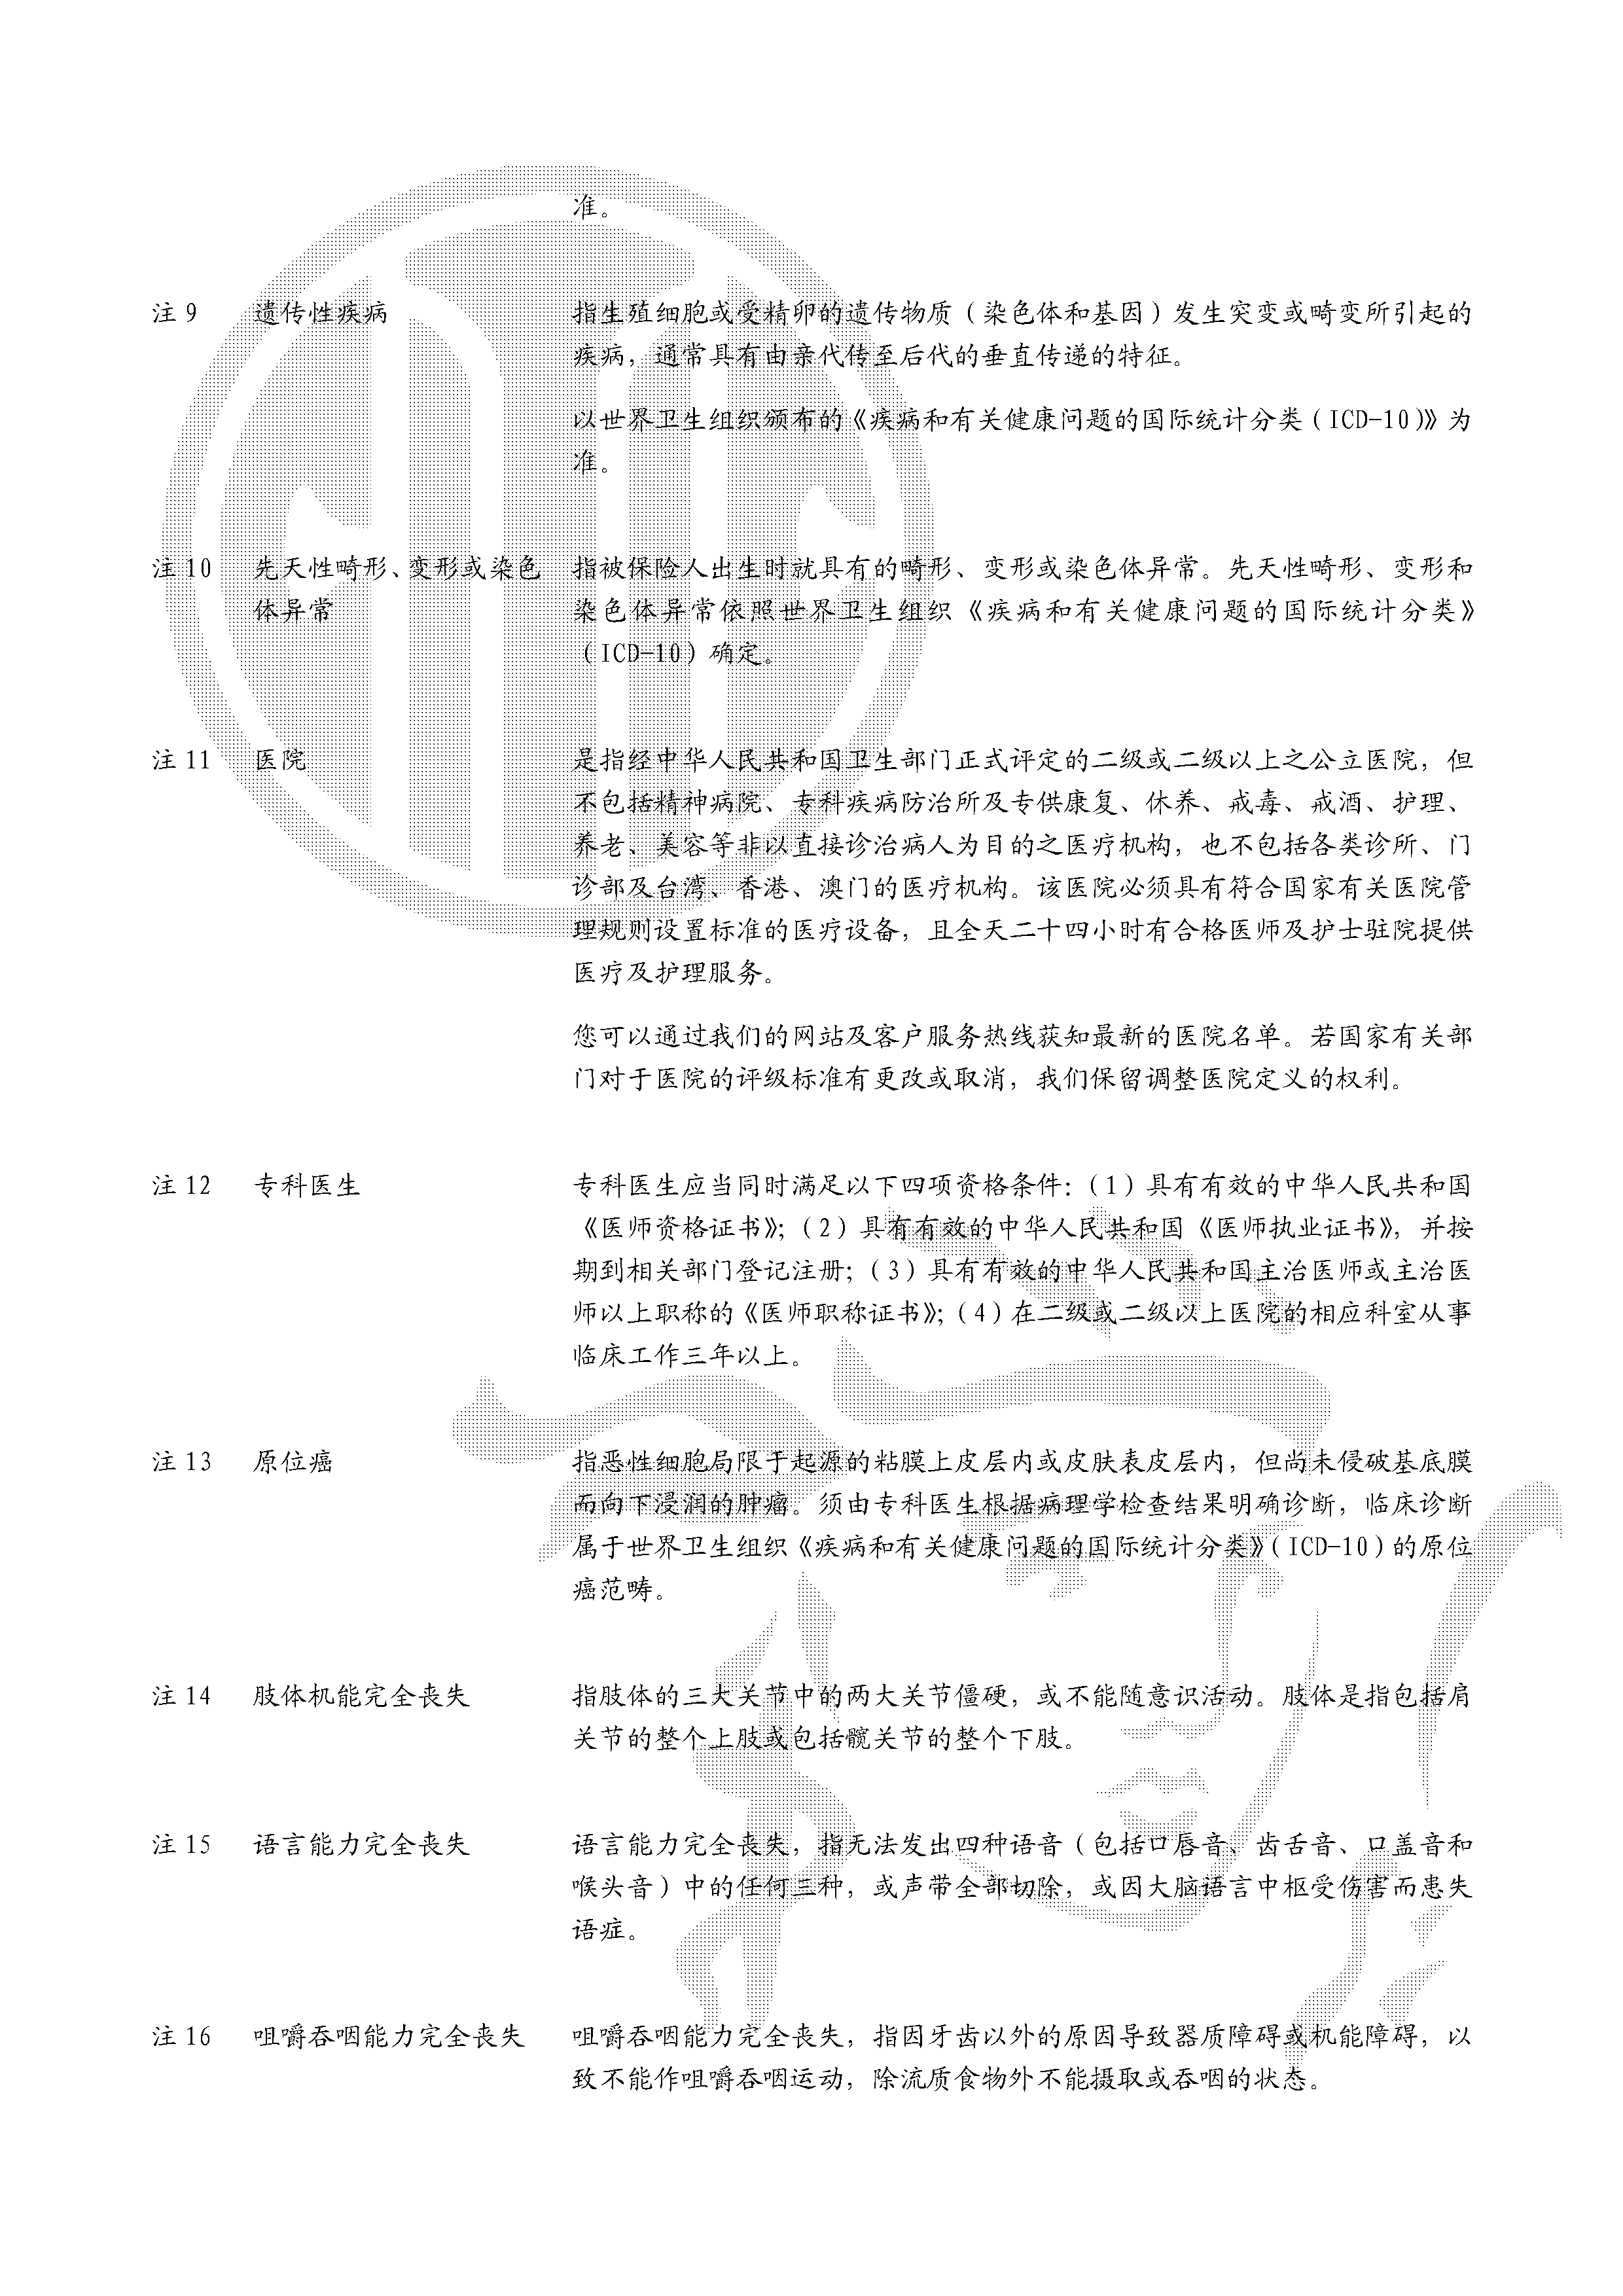 准。
注 9 遗传性疾病 指生殖细胞或受精卵的遗传物质（染色体和基因）发生突变或畸变所引起的
疾病，通常具有由亲代传至后代的垂直传递的特征。
以世界卫生组织颁布的《疾病和有关健康问题的国际统计分类（ICD-10）》为
准。
注 10 先天性畸形、变形或染色 指被保险人出生时就具有的畸形、变形或染色体异常。先天性畸形、变形和
体异常 染色体异常依照世界卫生组织《疾病和有关健康问题的国际统计分类》
（ICD-10）确定。
注 11 医院 是指经中华人民共和国卫生部门正式评定的二级或二级以上之公立医院，但
不包括精神病院、专科疾病防治所及专供康复、休养、戒毒、戒酒、护理、
养老、美容等非以直接诊治病人为目的之医疗机构，也不包括各类诊所、门
诊部及台湾、香港、澳门的医疗机构。该医院必须具有符合国家有关医院管
理规则设置标准的医疗设备，且全天二十四小时有合格医师及护士驻院提供
医疗及护理服务。
您可以通过我们的网站及客户服务热线获知最新的医院名单。若国家有关部
门对于医院的评级标准有更改或取消，我们保留调整医院定义的权利。
注 12 专科医生 专科医生应当同时满足以下四项资格条件：（1）具有有效的中华人民共和国
《医师资格证书》；（2）具有有效的中华人民共和国《医师执业证书》，并按
期到相关部门登记注册；（3）具有有效的中华人民共和国主治医师或主治医
师以上职称的《医师职称证书》；（4）在二级或二级以上医院的相应科室从事
临床工作三年以上。
注 13 原位癌 指恶性细胞局限于起源的粘膜上皮层内或皮肤表皮层内，但尚未侵破基底膜
而向下浸润的肿瘤。须由专科医生根据病理学检查结果明确诊断，临床诊断
属于世界卫生组织《疾病和有关健康问题的国际统计分类》（ICD-10）的原位
癌范畴。
注 14 肢体机能完全丧失 指肢体的三大关节中的两大关节僵硬，或不能随意识活动。肢体是指包括肩
关节的整个上肢或包括髋关节的整个下肢。
注 15 语言能力完全丧失 语言能力完全丧失，指无法发出四种语音（包括口唇音、齿舌音、口盖音和
喉头音）中的任何三种，或声带全部切除，或因大脑语言中枢受伤害而患失
语症。
注 16 咀嚼吞咽能力完全丧失 咀嚼吞咽能力完全丧失，指因牙齿以外的原因导致器质障碍或机能障碍，以
致不能作咀嚼吞咽运动，除流质食物外不能摄取或吞咽的状态。